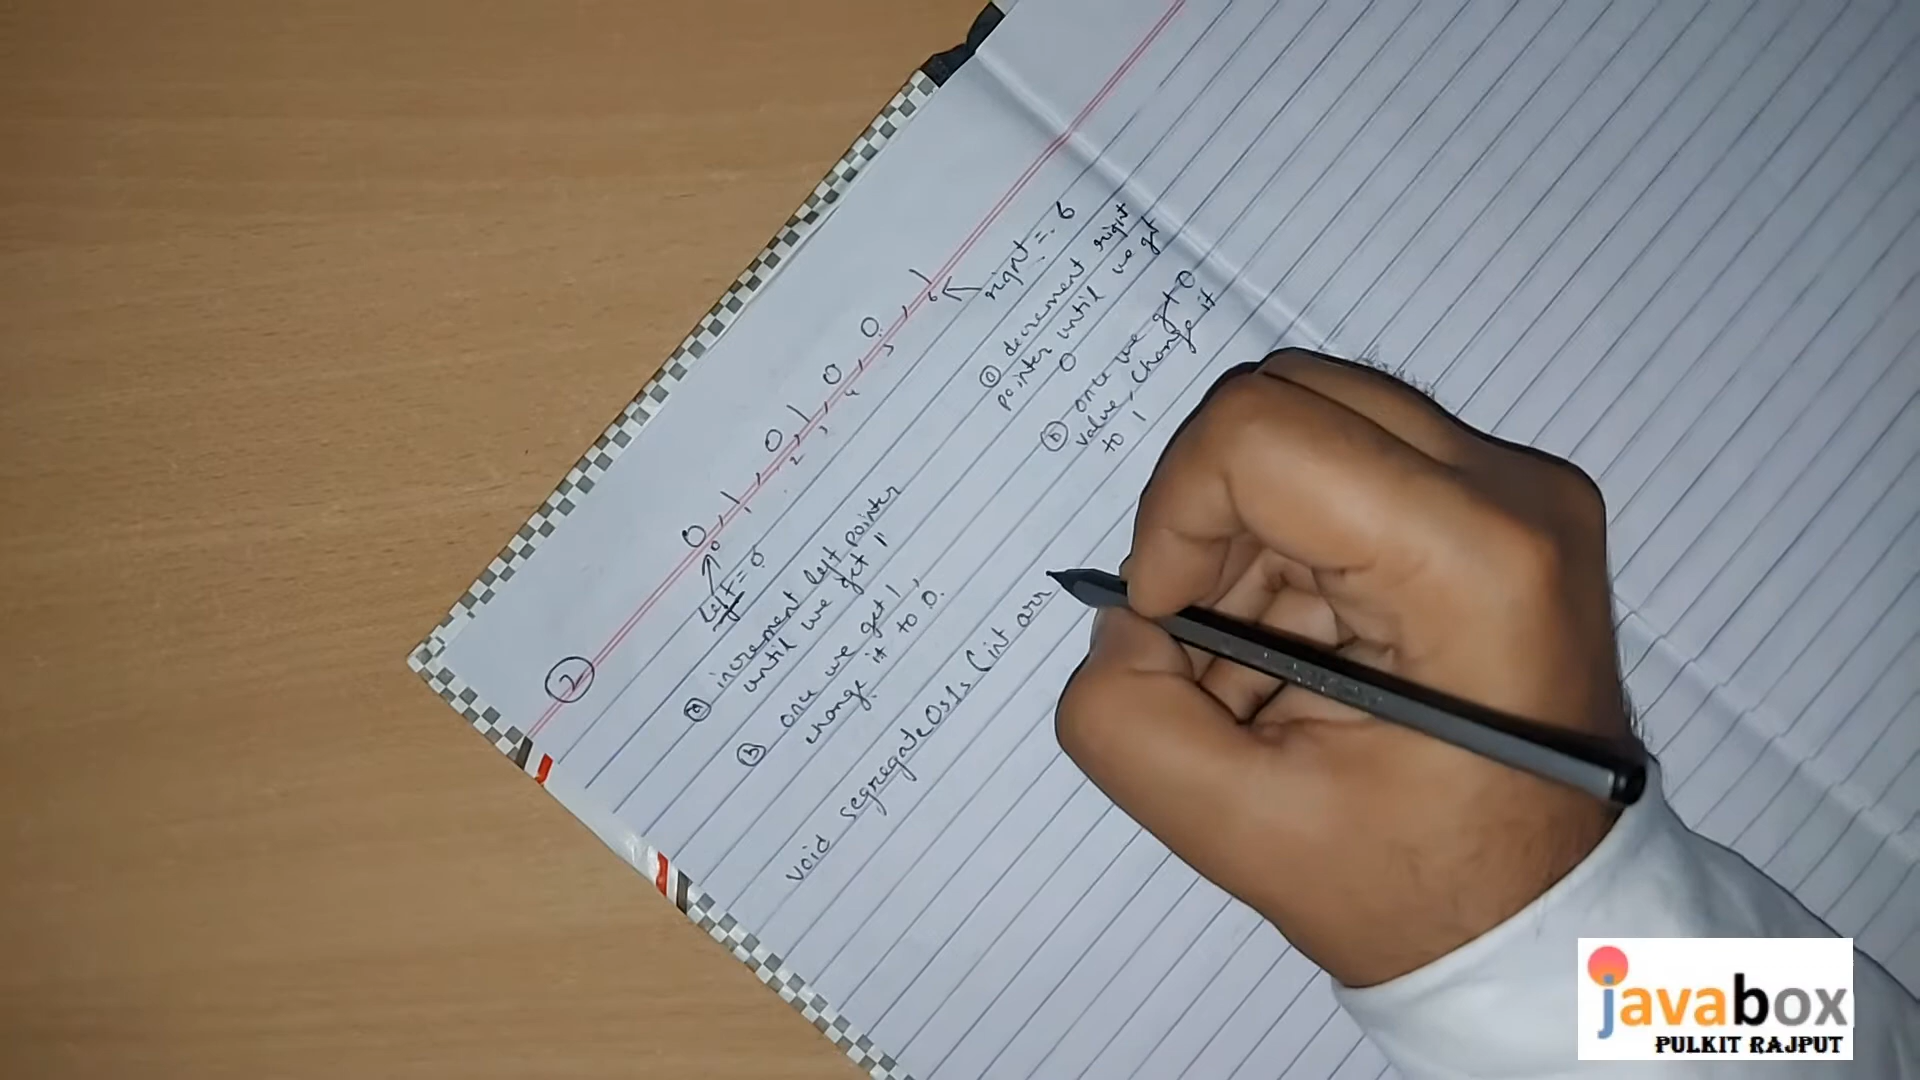 2
0 , 1 , 0 , 1 , 0 , 0 , 1
0 1 2 3 4 5 6
left = 0
right = 6
(a) increment left pointer
until we get 1
(b) once we get 1,
change it to 0.
(a) decrement right
pointer until we get
0
(b) once we get 0
value, change it
to 1
void segregate0s1s (int arr
javabox
PULKIT RAJPUT